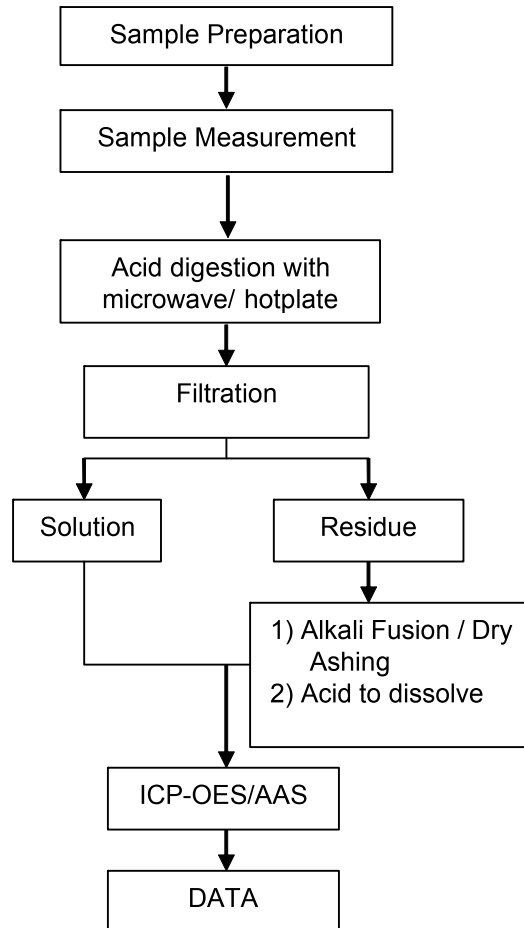 Sample Preparation
Sample Measurement
Acid digestion with
microwave/ hotplate
Filtration
Solution
Residue
1) Alkali Fusion / Dry
Ashing
2) Acid to dissolve
ICP-OES/AAS
DATA